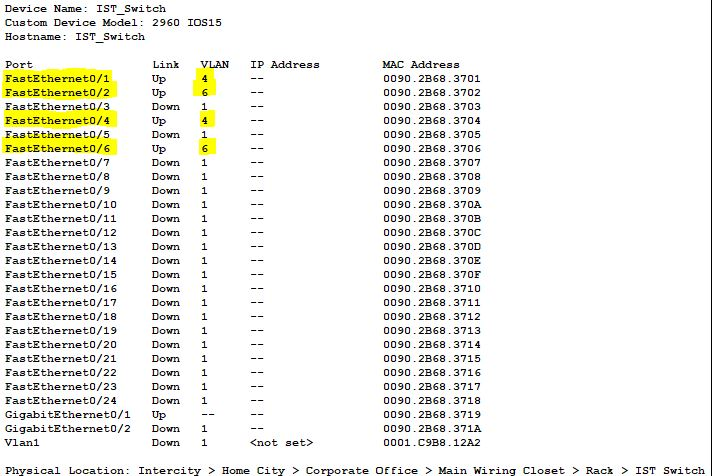 Device Name: IST_Switch
Custom Device Model: 2960 IOS15
Hostname: IST_Switch
Port Link VLAN IP Address MAC Address
FastEthernet0/1 Up 4 -- 0090.2B68.3701
FastEthernet0/2 Up 6 -- 0090.2B68.3702
FastEthernet0/3 Down 1 -- 0090.2B68.3703
FastEthernet0/4 Up 4 -- 0090.2B68.3704
FastEthernet0/5 Down 1 -- 0090.2B68.3705
FastEthernet0/6 Up 6 -- 0090.2B68.3706
FastEthernet0/7 Down 1 -- 0090.2B68.3707
FastEthernet0/8 Down 1 -- 0090.2B68.3708
FastEthernet0/9 Down 1 -- 0090.2B68.3709
FastEthernet0/10 Down 1 -- 0090.2B68.370A
FastEthernet0/11 Down 1 -- 0090.2B68.370B
FastEthernet0/12 Down 1 -- 0090.2B68.370C
FastEthernet0/13 Down 1 -- 0090.2B68.370D
FastEthernet0/14 Down 1 -- 0090.2B68.370E
FastEthernet0/15 Down 1 -- 0090.2B68.370F
FastEthernet0/16 Down 1 -- 0090.2B68.3710
FastEthernet0/17 Down 1 -- 0090.2B68.3711
FastEthernet0/18 Down 1 -- 0090.2B68.3712
FastEthernet0/19 Down 1 -- 0090.2B68.3713
FastEthernet0/20 Down 1 -- 0090.2B68.3714
FastEthernet0/21 Down 1 -- 0090.2B68.3715
FastEthernet0/22 Down 1 -- 0090.2B68.3716
FastEthernet0/23 Down 1 -- 0090.2B68.3717
FastEthernet0/24 Down 1 -- 0090.2B68.3718
GigabitEthernet0/1 Up -- -- 0090.2B68.3719
GigabitEthernet0/2 Down 1 -- 0090.2B68.371A
Vlan1 Down 1 <not set> 0001.C9B8.12A2
Physical Location: Intercity > Home City > Corporate Office > Main Wiring Closet > Rack > IST Switch